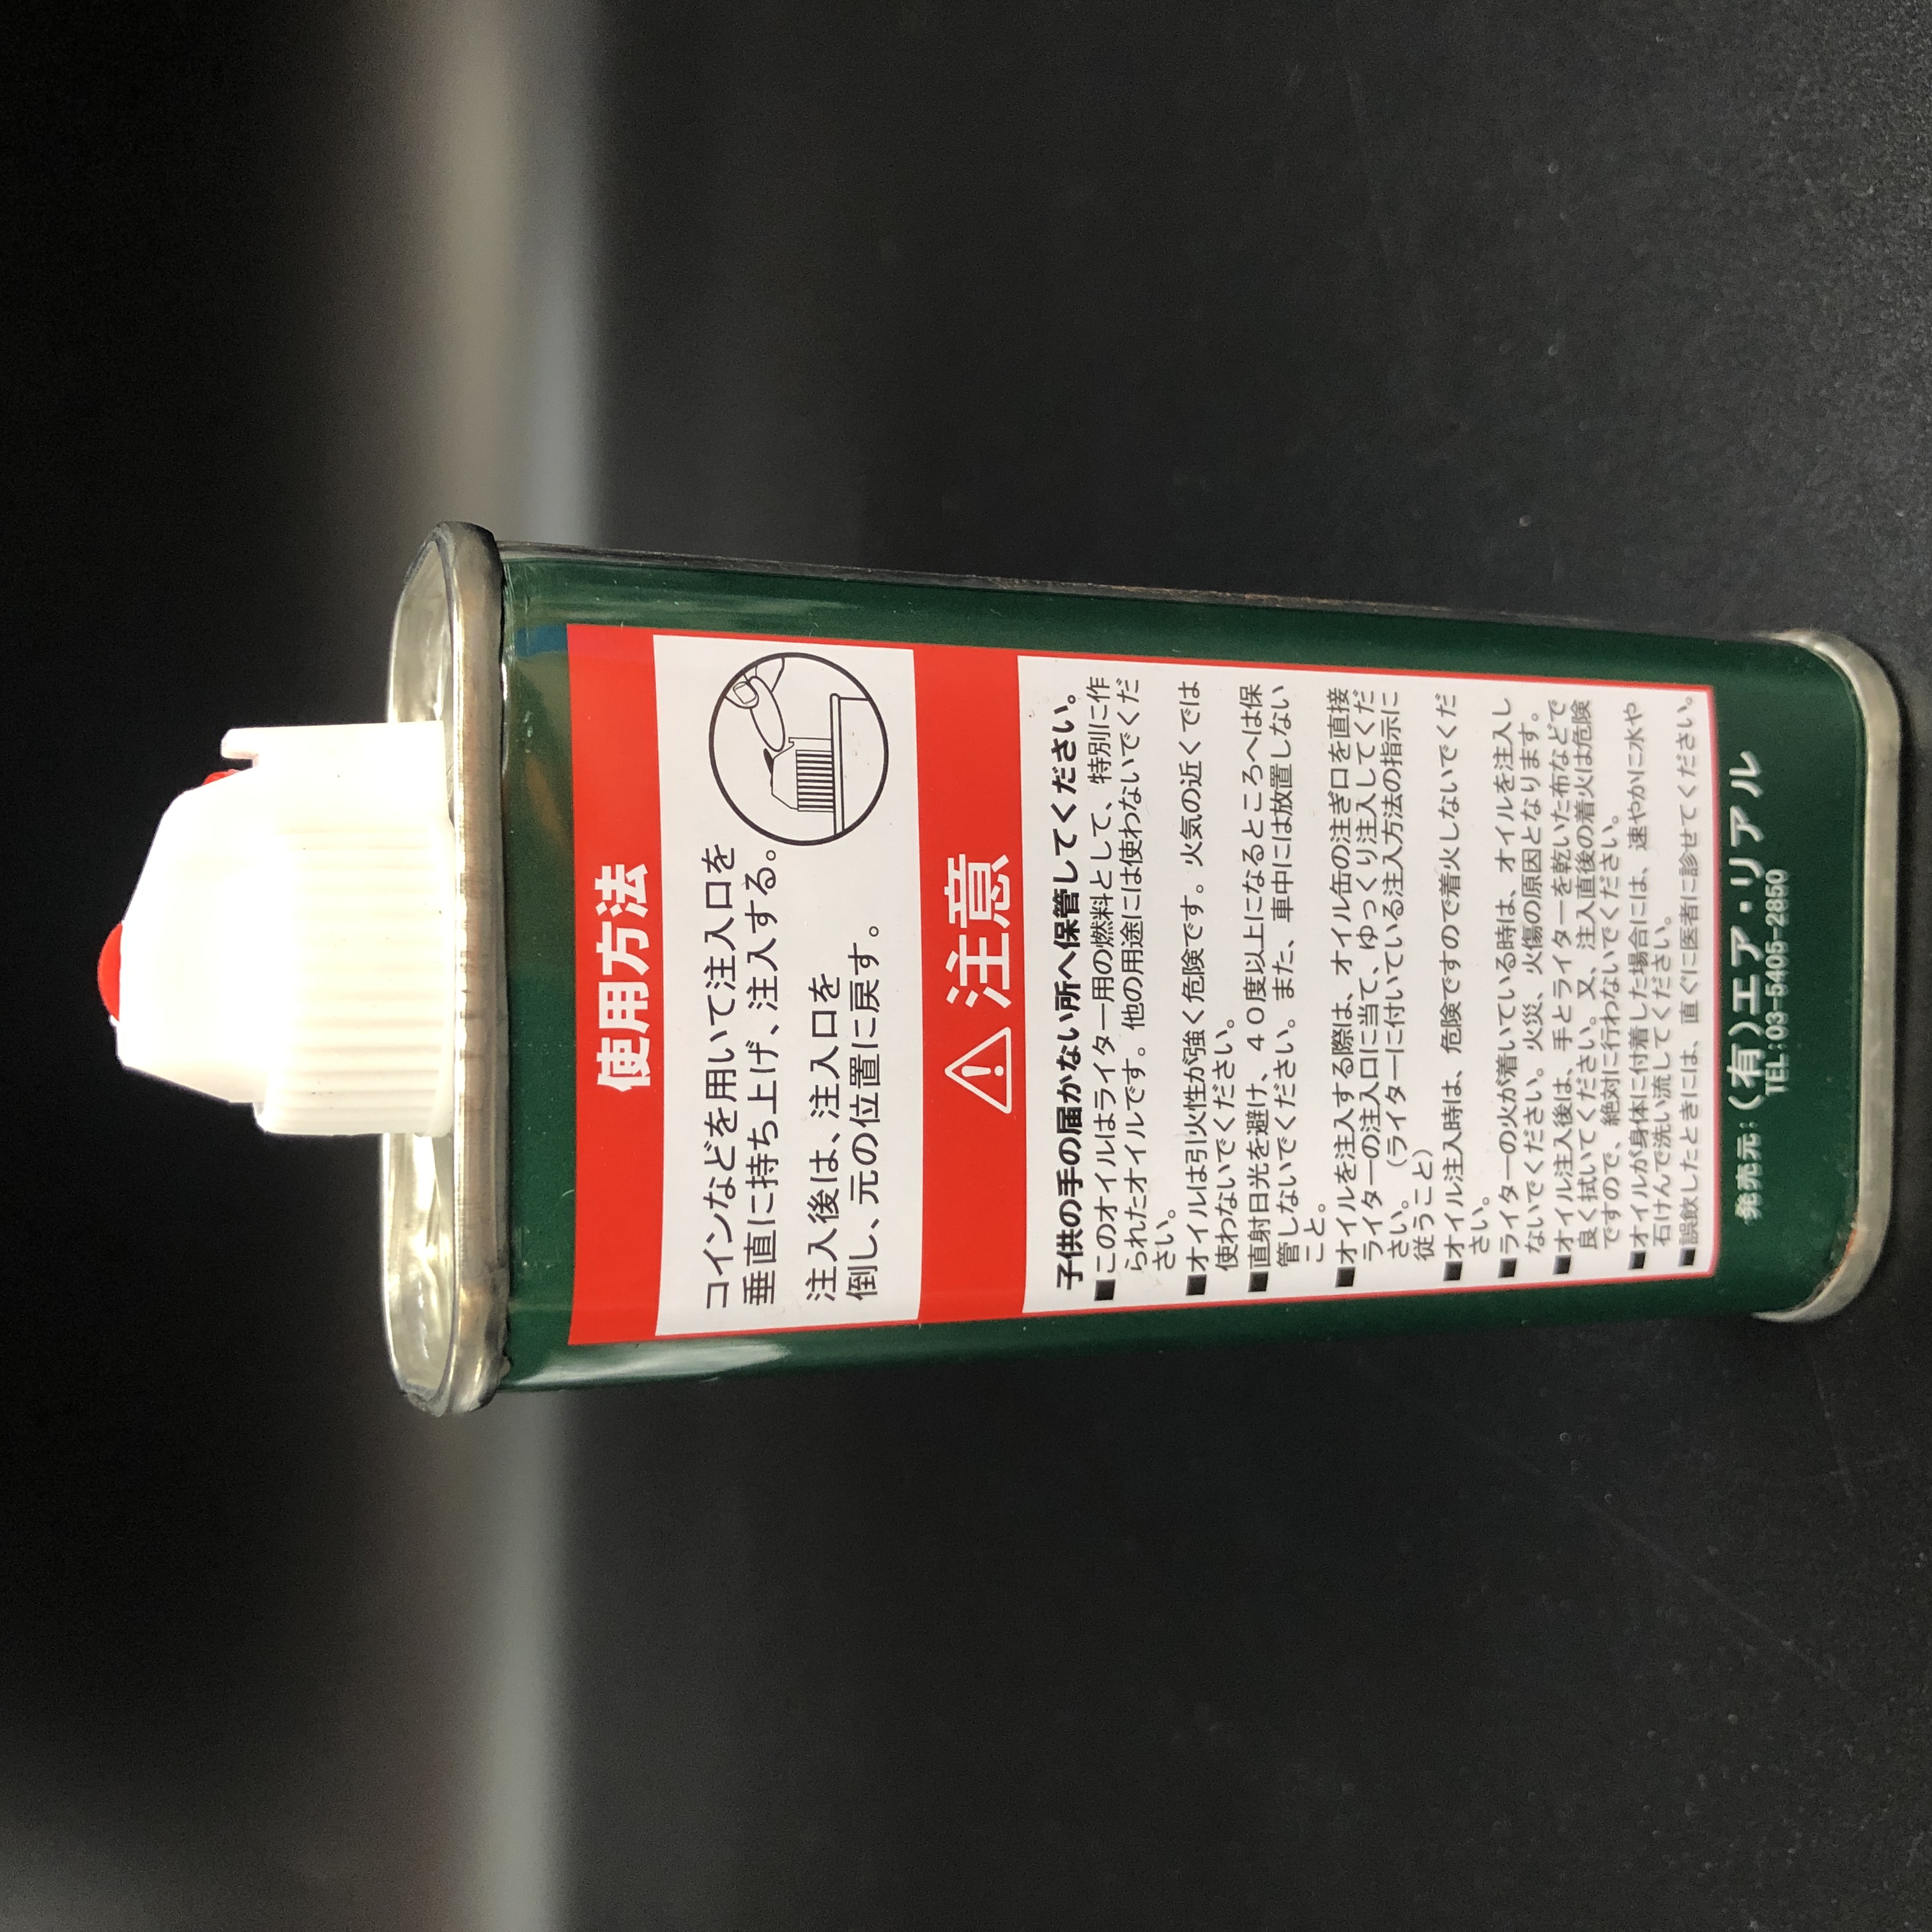 使用方法
コインなどを用いて注入口を
垂直に持ち上げ、注入する。
注入後は、注入口を
倒し、元の位置に戻す。
注意
子供の手の届かない所へ保管してください。
■このオイルはライター用の燃料として、特別に作
られたオイルです。他の用途には使わないでくだ
さい。
■オイルは引火性が強く危険です。火気の近くでは
使わないでください。
■直射日光を避け、40度以上になるところへは保
管しないでください。また、車中には放置しない
こと。
■オイルを注入する際は、オイル缶の注ぎ口を直接
ライターの注入口に当て、ゆっくり注入してくだ
さい。（ライターに付いている注入方法の指示に
従うこと）
■オイル注入時は、危険ですので着火しないでくだ
さい。
■ライターの火が着いている時は、オイルを注入し
ないでください。火災、火傷の原因となります。
■オイル注入後は、手とライターを乾いた布などで
良く拭いてください。又、注入直後の着火は危険
ですので、絶対に行わないでください。
■オイルが身体に付着した場合には、速やかに水や
石けんで洗い流してください。
■誤飲したときには、直ぐに医者に診せてください。
発売元：（有）エア・リアル
TEL:03-5405-2850